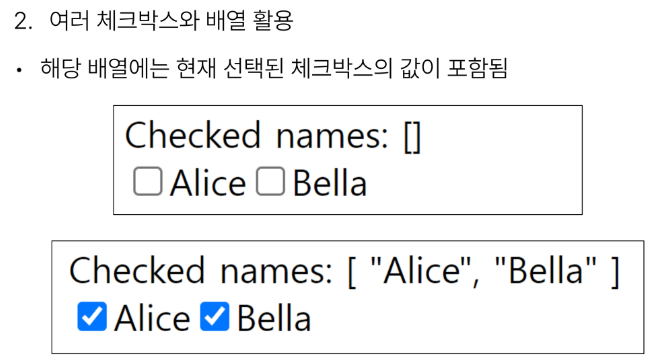 2. 여러 체크박스와 배열 활용
• 해당 배열에는 현재 선택된 체크박스의 값이 포함됨
Checked names: []
Alice Bella
Checked names: [ "Alice", "Bella" ]
Alice Bella